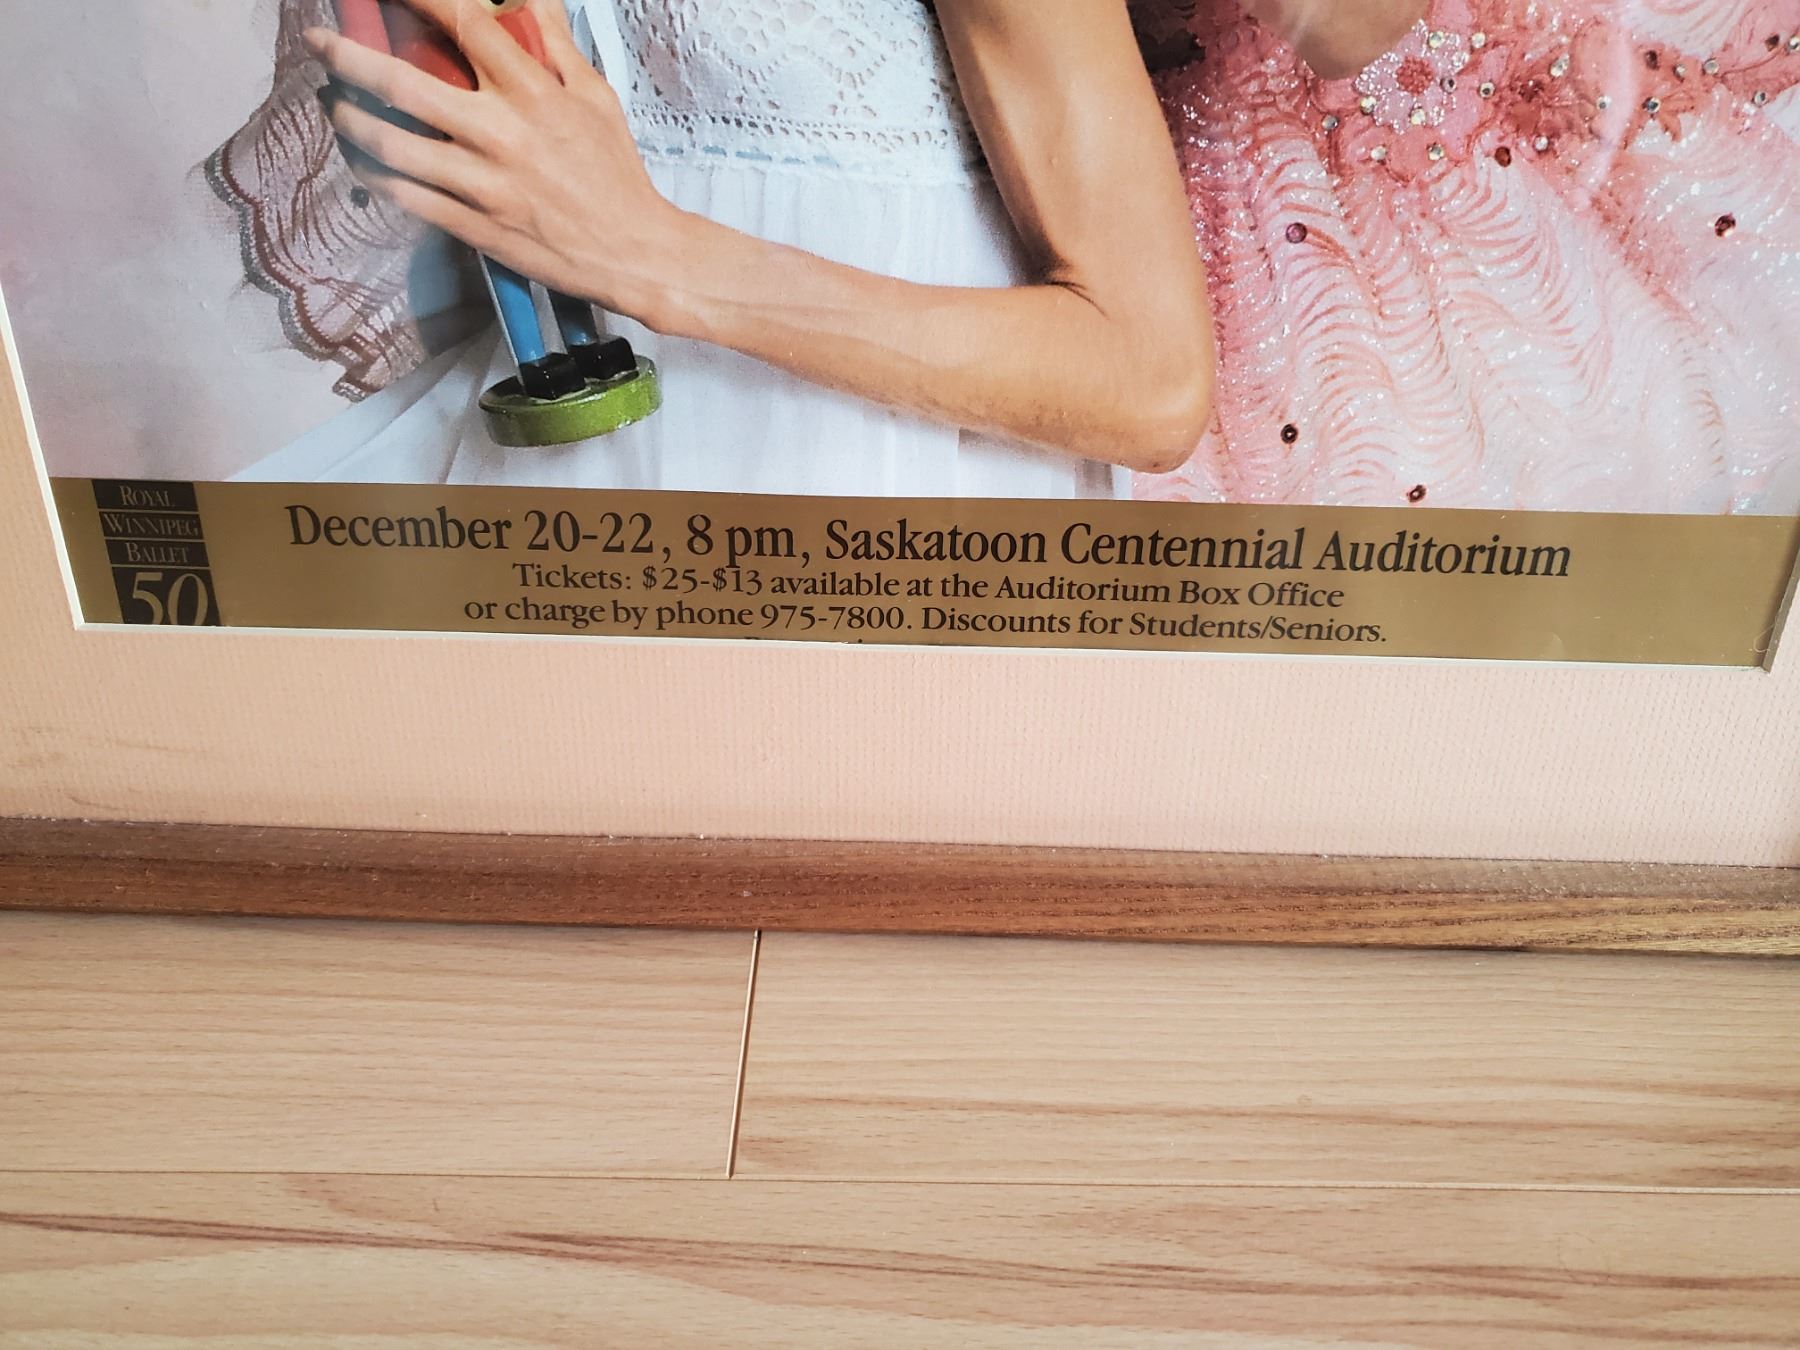 ROYAL
WINNIPEG
BALLET
50
December 20-22, 8 pm, Saskatoon Centennial Auditorium
Tickets: $25-$13 available at the Auditorium Box Office
or charge by phone 975-7800. Discounts for Students/Seniors.